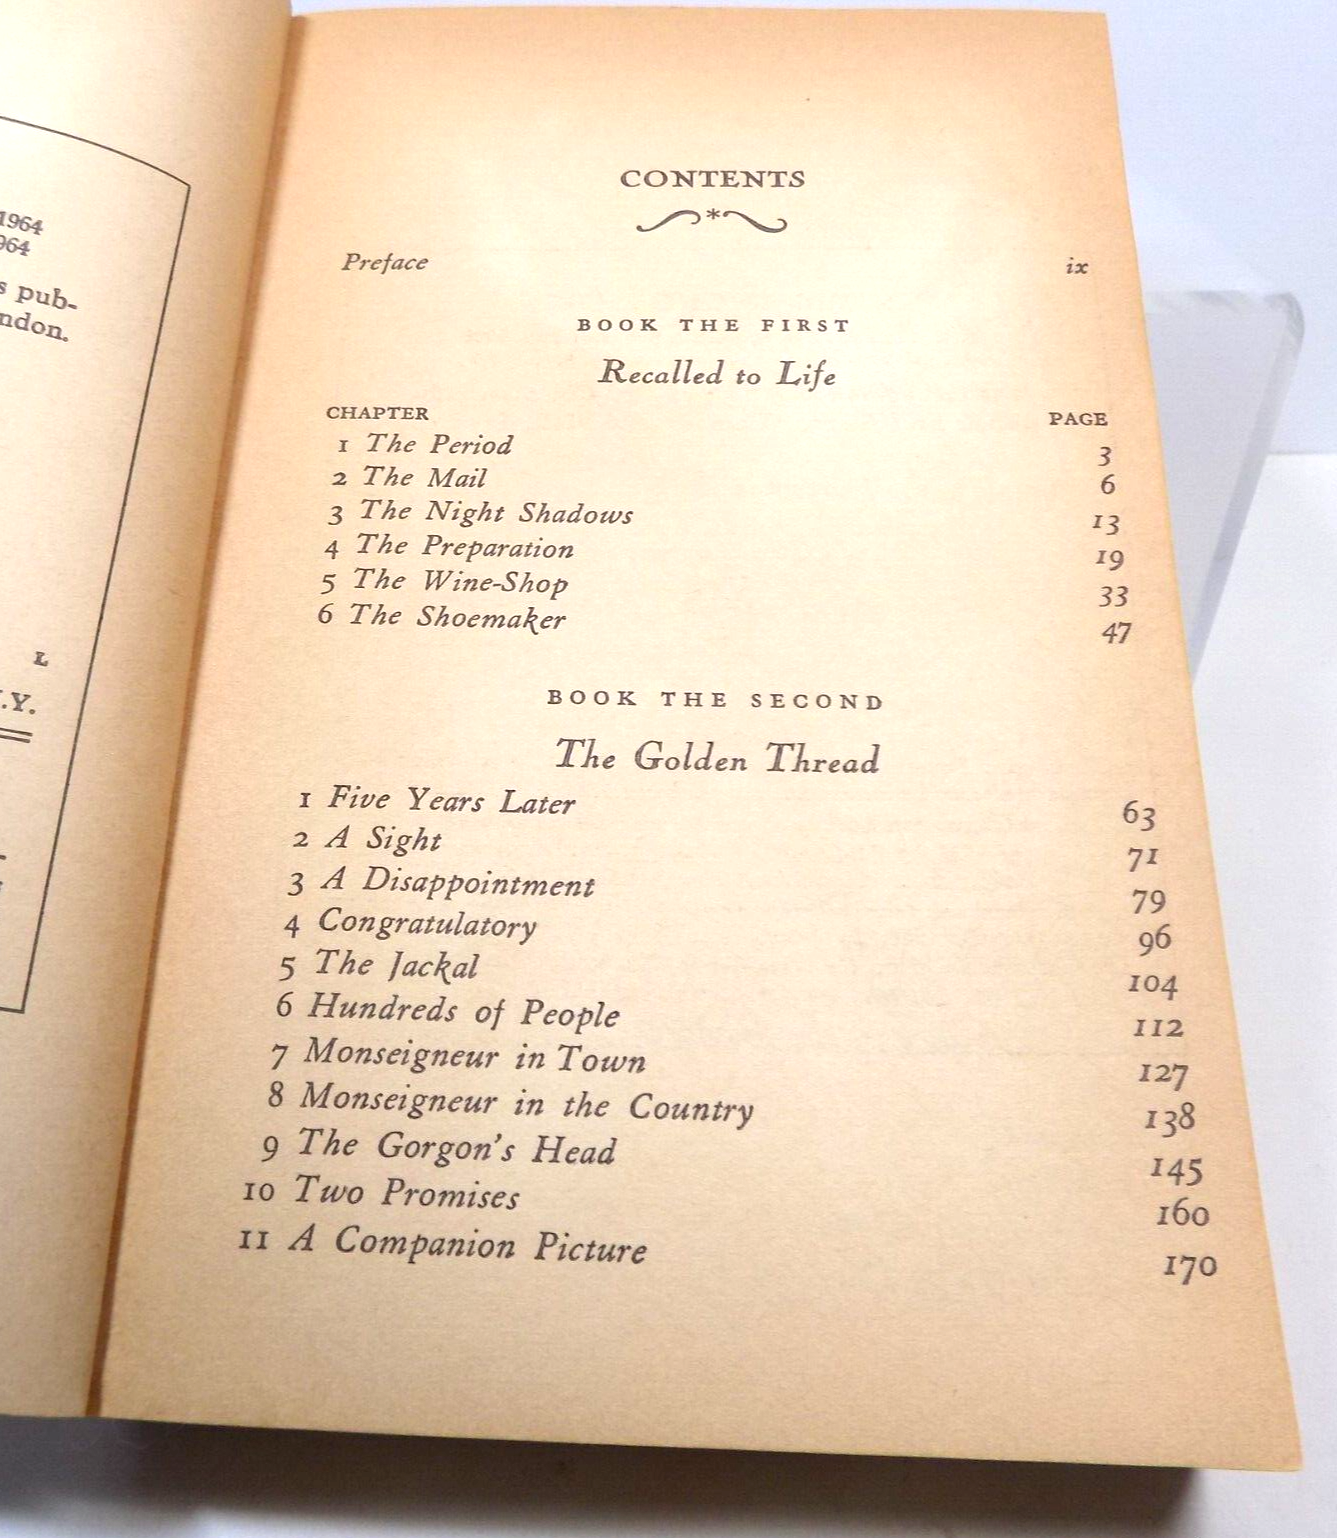 1964
964
s pub-
ndon.
L
.Y.
CONTENTS
*
Preface ix
BOOK THE FIRST
Recalled to Life
CHAPTER PAGE
1 The Period 3
2 The Mail 6
3 The Night Shadows 13
4 The Preparation 19
5 The Wine-Shop 33
6 The Shoemaker 47
BOOK THE SECOND
The Golden Thread
1 Five Years Later 63
2 A Sight 71
3 A Disappointment 79
4 Congratulatory 96
5 The Jackal 104
6 Hundreds of People 112
7 Monseigneur in Town 127
8 Monseigneur in the Country 138
9 The Gorgon's Head 145
10 Two Promises 160
11 A Companion Picture 170